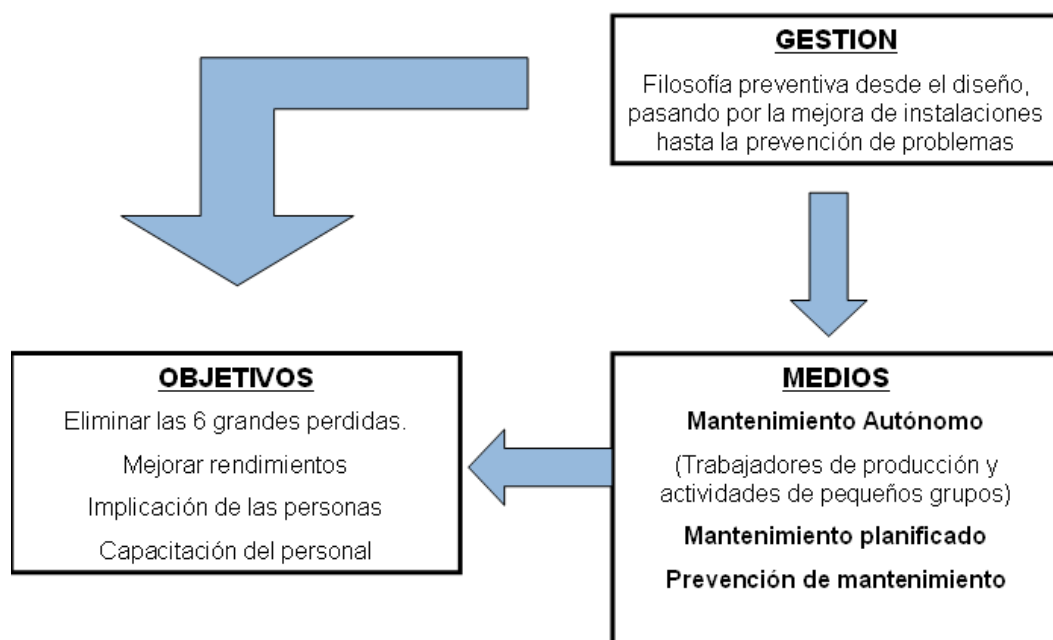 GESTION
Filosofía preventiva desde el diseño,
pasando por la mejora de instalaciones
hasta la prevención de problemas
OBJETIVOS
Eliminar las 6 grandes perdidas.
Mejorar rendimientos
Implicación de las personas
Capacitación del personal
MEDIOS
Mantenimiento Autónomo
(Trabajadores de producción y
actividades de pequeños grupos)
Mantenimiento planificado
Prevención de mantenimiento